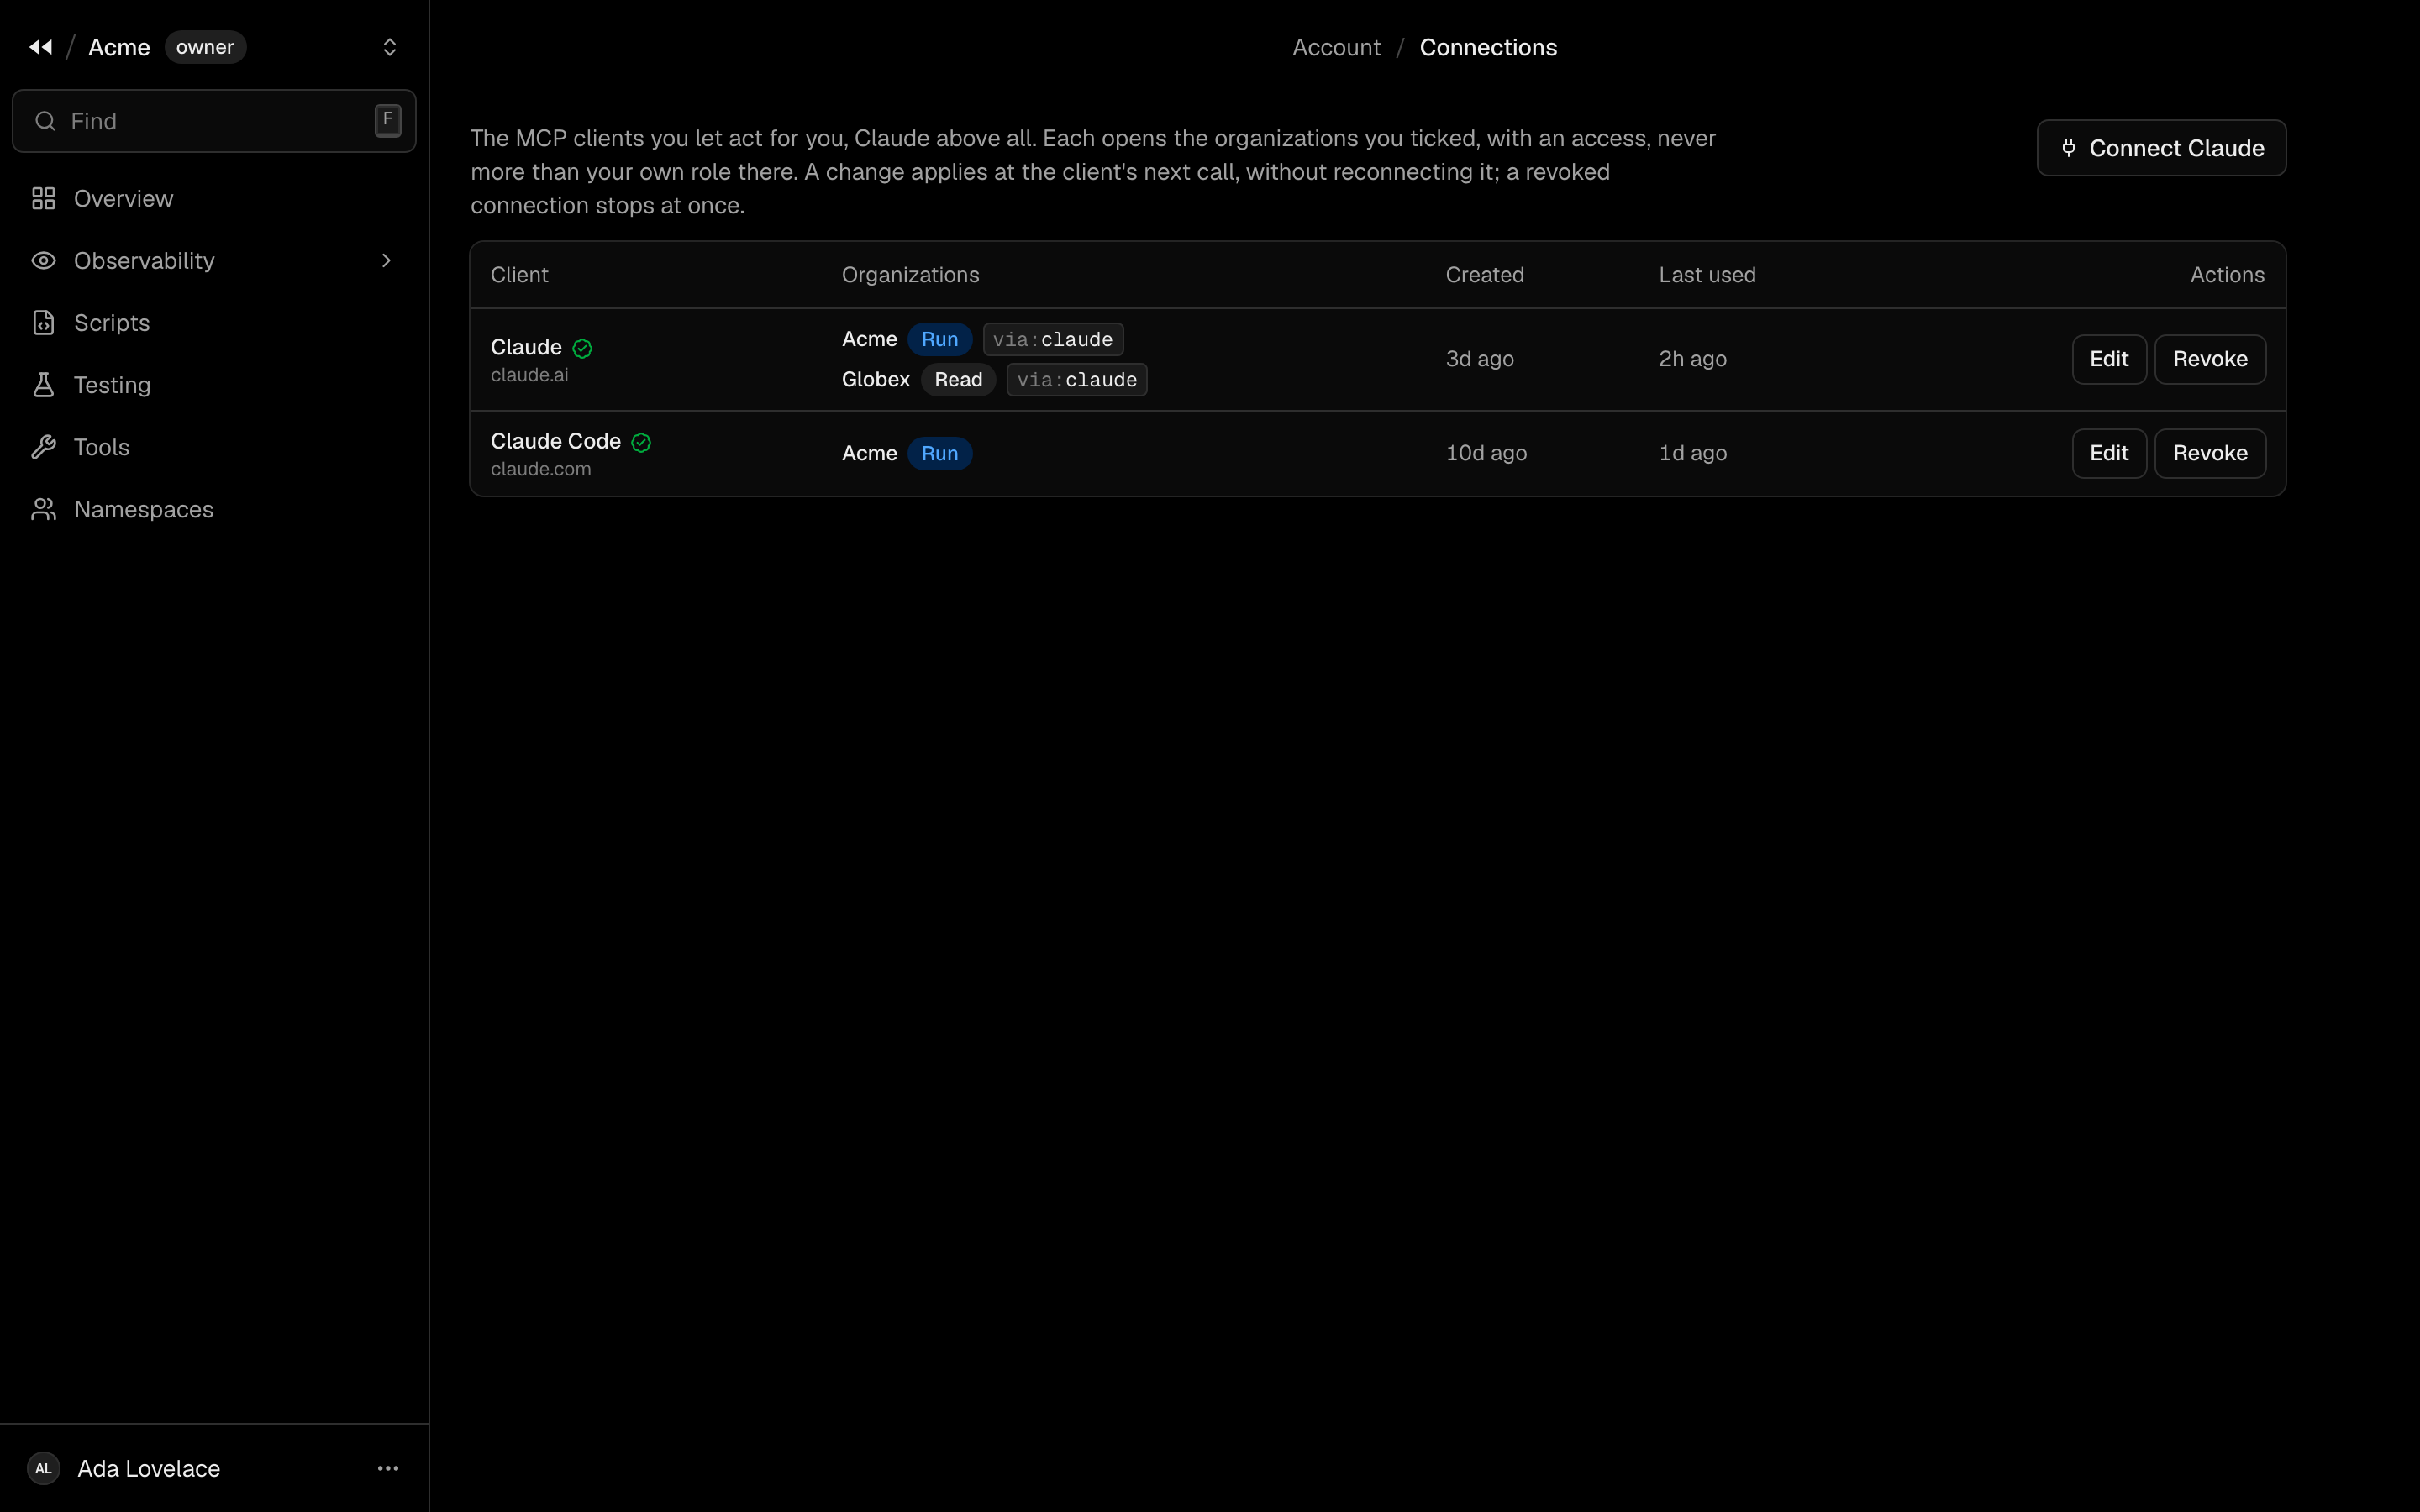 / Acme owner
Find F
Overview
Observability
Scripts
Testing
Tools
Namespaces
AL Ada Lovelace
Account / Connections
The MCP clients you let act for you, Claude above all. Each opens the organizations you ticked, with an access, never
more than your own role there. A change applies at the client's next call, without reconnecting it; a revoked
connection stops at once.
Connect Claude
Client Organizations Created Last used Actions
Claude
claude.ai
Acme Run via:claude
Globex Read via:claude
3d ago 2h ago Edit Revoke
Claude Code
claude.com
Acme Run
10d ago 1d ago Edit Revoke